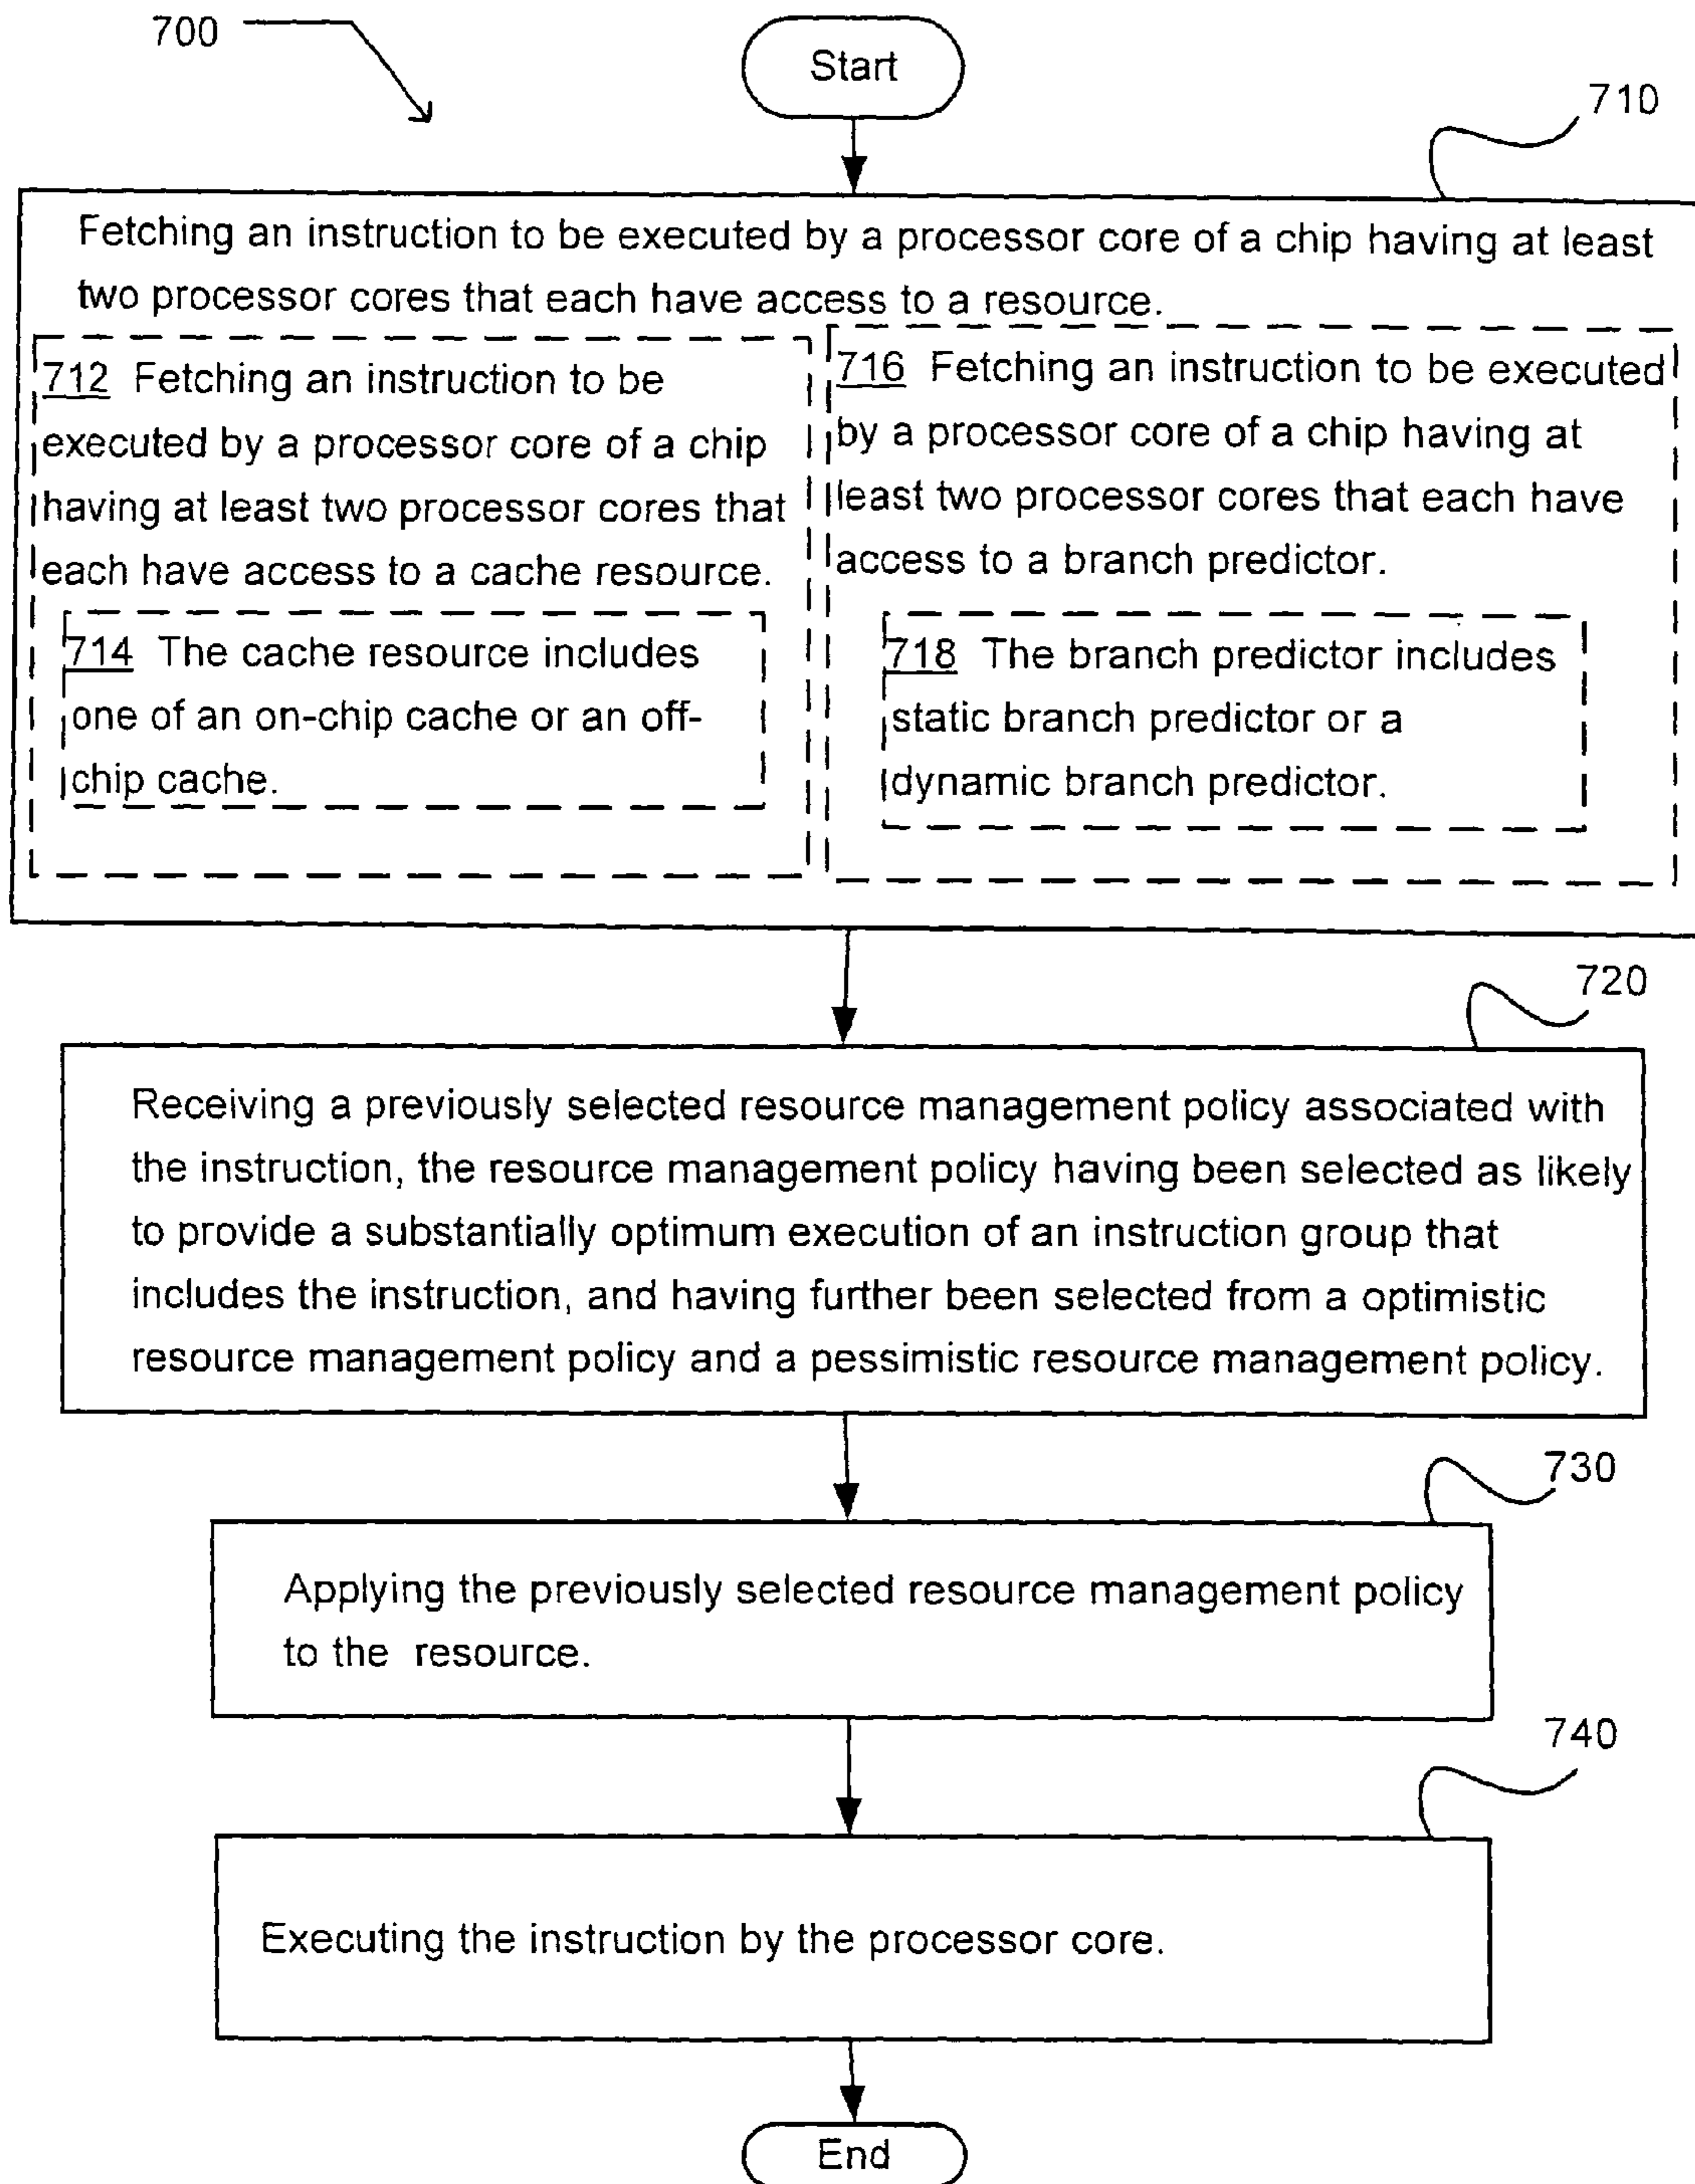 700
Start
710
Fetching an instruction to be executed by a processor core of a chip having at least
two processor cores that each have access to a resource.
712 Fetching an instruction to be
executed by a processor core of a chip
having at least two processor cores that
each have access to a cache resource.
714 The cache resource includes
one of an on-chip cache or an off-
chip cache.
716 Fetching an instruction to be executed
by a processor core of a chip having at
least two processor cores that each have
access to a branch predictor.
718 The branch predictor includes
static branch predictor or a
dynamic branch predictor.
720
Receiving a previously selected resource management policy associated with
the instruction, the resource management policy having been selected as likely
to provide a substantially optimum execution of an instruction group that
includes the instruction, and having further been selected from a optimistic
resource management policy and a pessimistic resource management policy.
730
Applying the previously selected resource management policy
to the resource.
740
Executing the instruction by the processor core.
End